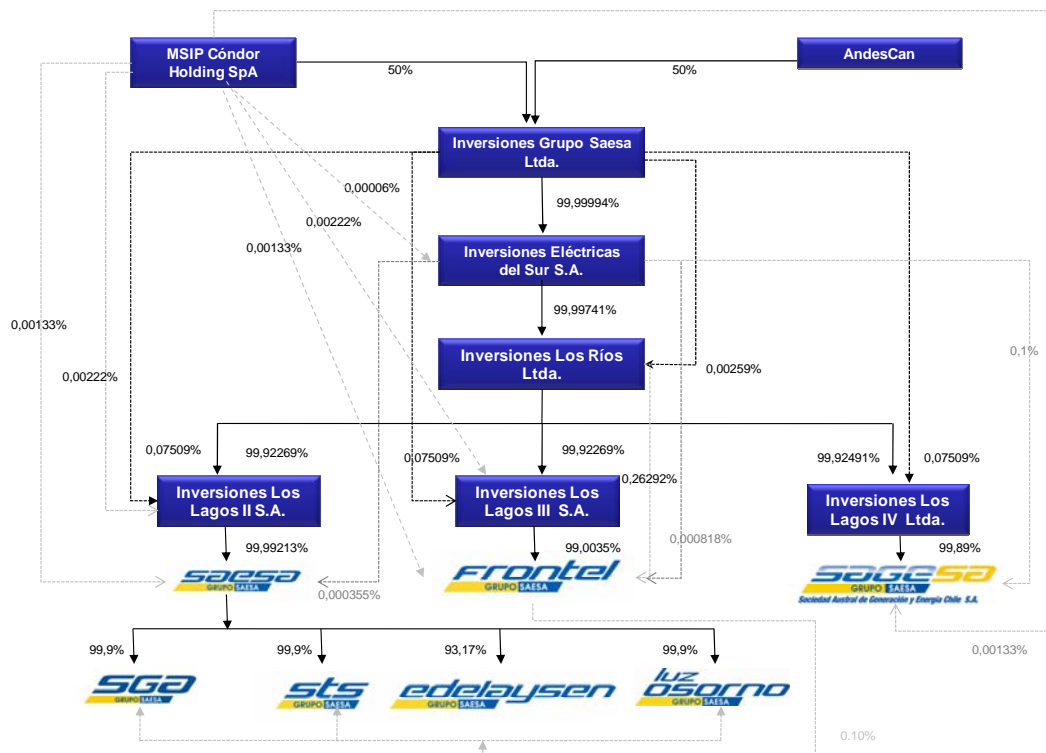 MSIP Cóndor
Holding SpA
AndesCan
50%
50%
Inversiones Grupo Saesa
Ltda.
0,00006%
99,99994%
0,00222%
0,00133%
Inversiones Eléctricas
del Sur S.A.
99,99741%
0,00133%
0,1%
Inversiones Los Ríos
Ltda.
0,00259%
0,00222%
0,07509%
99,92269%
0,07509%
99,92269%
99,92491%
0,07509%
0,26292%
Inversiones Los
Lagos II S.A.
Inversiones Los
Lagos III S.A.
Inversiones Los
Lagos IV Ltda.
99,99213%
99,0035%
0,000818%
99,89%
saesa
GRUPO SAESA
0,000355%
FRONTEL
GRUPO SAESA
SAGESA
GRUPO SAESA
Sociedad Austral de Generación y Energía Chile S.A.
0,00133%
99,9%
99,9%
93,17%
99,9%
SGA
GRUPO SAESA
sts
GRUPO SAESA
edelaysen
GRUPO SAESA
luz
osorno
GRUPO SAESA
0.10%